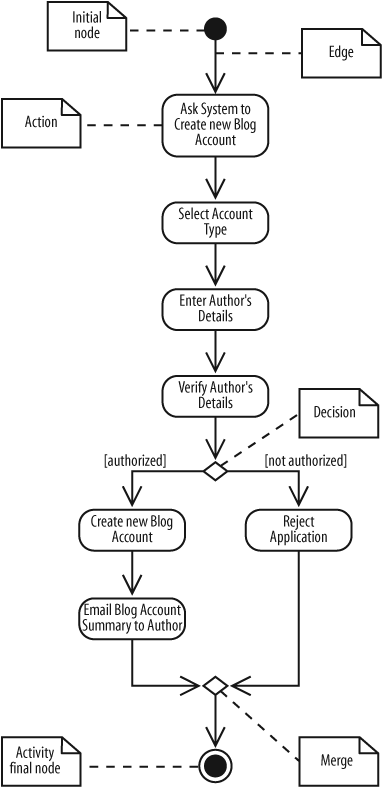 Initial
node
Edge
Action
Ask System to
Create new Blog
Account
Select Account
Type
Enter Author's
Details
Verify Author's
Details
Decision
[authorized]
[not authorized]
Create new Blog
Account
Reject
Application
Email Blog Account
Summary to Author
Activity
final node
Merge